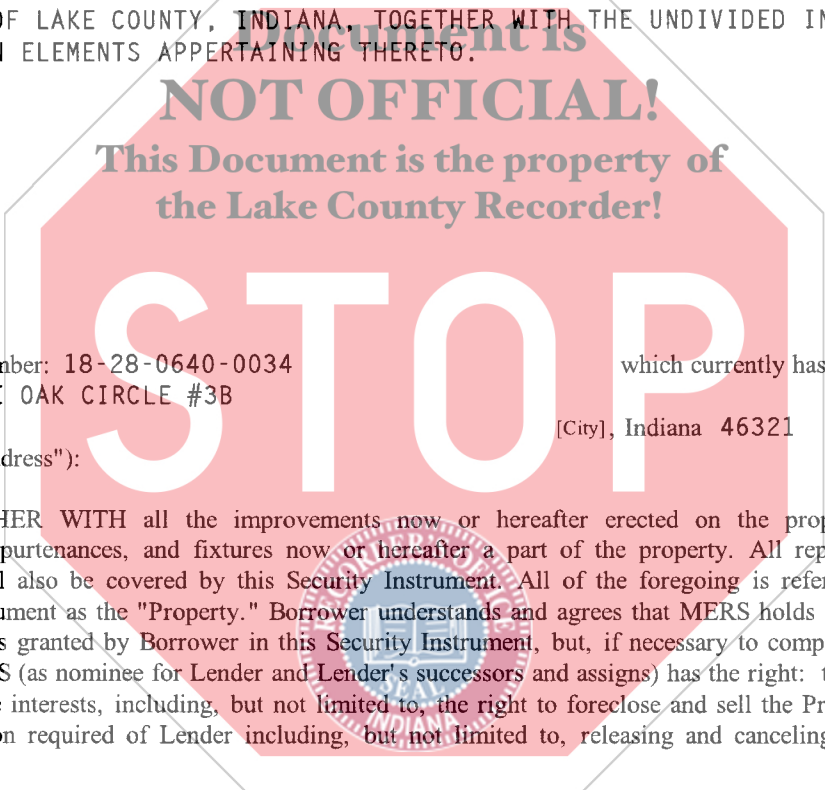 OF LAKE COUNTY, INDIANA, TOGETHER WITH THE UNDIVIDED IN
ELEMENTS APPERTAINING THERETO.
Document is
NOT OFFICIAL!
This Document is the property of
the Lake County Recorder!
STOP
mber: 18-28-0640-0034 which currently has
OAK CIRCLE #3B
[City], Indiana 46321
dress"):
HER WITH all the improvements now or hereafter erected on the prop
purtenances, and fixtures now or hereafter a part of the property. All rep
l also be covered by this Security Instrument. All of the foregoing is refer
ument as the "Property." Borrower understands and agrees that MERS holds
s granted by Borrower in this Security Instrument, but, if necessary to comp
S (as nominee for Lender and Lender's successors and assigns) has the right: t
e interests, including, but not limited to, the right to foreclose and sell the Pr
on required of Lender including, but not limited to, releasing and canceling
RECORDER'S OFFICE
SEAL
INDIANA